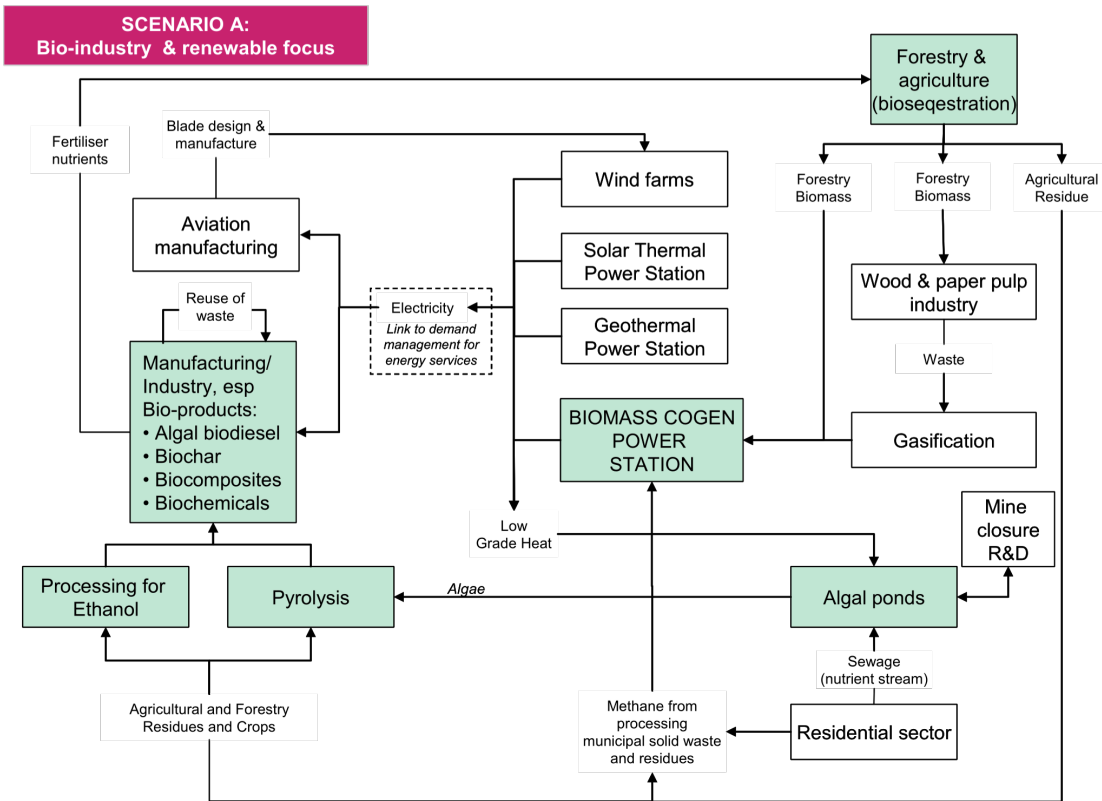 SCENARIO A:
Bio-industry & renewable focus
Forestry &
agriculture
(bioseqestration)
Blade design &
manufacture
Fertiliser
nutrients
Wind farms
Forestry
Biomass
Forestry
Biomass
Agricultural
Residue
Aviation
manufacturing
Solar Thermal
Power Station
Wood & paper pulp
industry
Reuse of
waste
Electricity
Link to demand
management for
energy services
Geothermal
Power Station
Waste
Manufacturing/
Industry, esp
Bio-products:
• Algal biodiesel
• Biochar
• Biocomposites
• Biochemicals
BIOMASS COGEN
POWER
STATION
Gasification
Low
Grade Heat
Mine
closure
R&D
Processing for
Ethanol
Pyrolysis
Algae
Algal ponds
Sewage
(nutrient stream)
Agricultural and Forestry
Residues and Crops
Methane from
processing
municipal solid waste
and residues
Residential sector